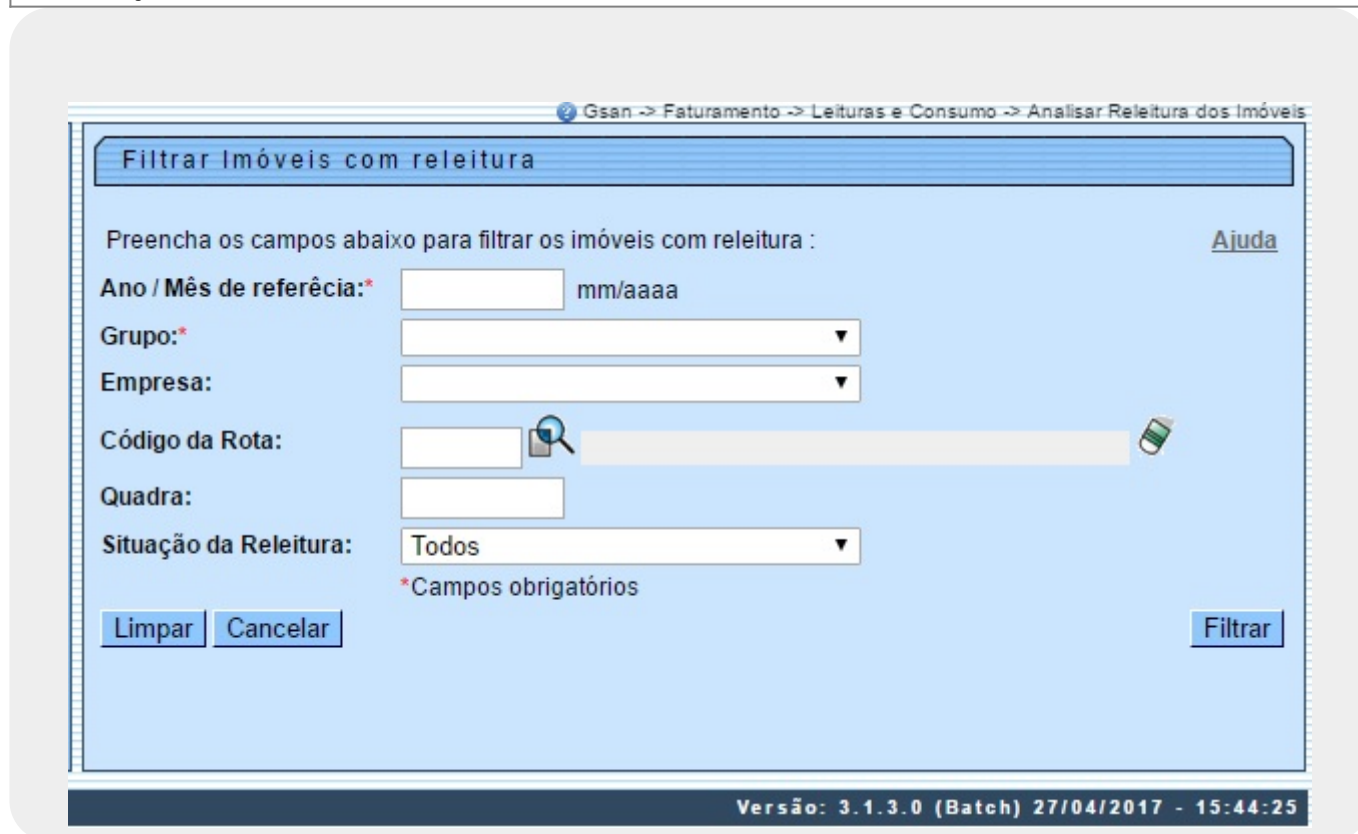 Gsan -> Faturamento -> Leituras e Consumo -> Analisar Releitura dos Imóveis
Filtrar Imóveis com releitura
Preencha os campos abaixo para filtrar os imóveis com releitura : Ajuda
Ano / Mês de referêcia:* mm/aaaa
Grupo:*
Empresa:
Código da Rota:
Quadra:
Situação da Releitura: Todos
*Campos obrigatórios
Limpar Cancelar Filtrar
Versão: 3.1.3.0 (Batch) 27/04/2017 - 15:44:25